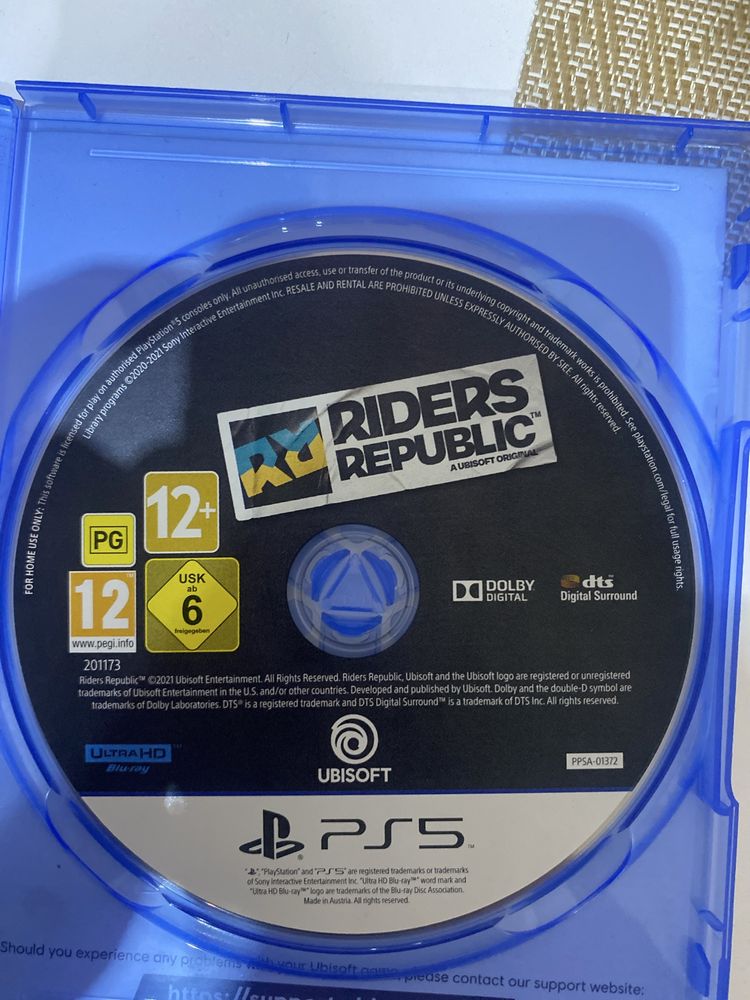 FOR HOME USE ONLY: This software is licensed for play on authorised PlayStation®5 consoles only. All unauthorised access, use or transfer of the product or its underlying copyright and trademark works is prohibited. See playstation.com/legal for full usage rights.
Library programs ©2020-2021 Sony Interactive Entertainment Inc. RESALE AND RENTAL ARE PROHIBITED UNLESS EXPRESSLY AUTHORISED BY SIEE. All rights reserved.
RR RIDERS
REPUBLIC™
A UBISOFT ORIGINAL
12+
PG
12™
www.pegi.info
USK
ab
6
freigegeben
DOLBY
DIGITAL
dts
Digital Surround
201173
Riders Republic™ ©2021 Ubisoft Entertainment. All Rights Reserved. Riders Republic, Ubisoft and the Ubisoft logo are registered or unregistered
trademarks of Ubisoft Entertainment in the U.S. and/or other countries. Developed and published by Ubisoft. Dolby and the double-D symbol are
trademarks of Dolby Laboratories. DTS® is a registered trademark and DTS Digital Surround™ is a trademark of DTS Inc. All rights reserved.
ULTRA HD™
Blu-ray
UBISOFT
PPSA-01372
PS5™
"", "PlayStation" and "PS5" are registered trademarks or trademarks
of Sony Interactive Entertainment Inc. "Ultra HD Blu-ray™" word mark and
"Ultra HD Blu-ray™" logo are trademarks of the Blu-ray Disc Association.
Made in Austria. All rights reserved.
Should you experience any problems with your Ubisoft game, please contact our support website: